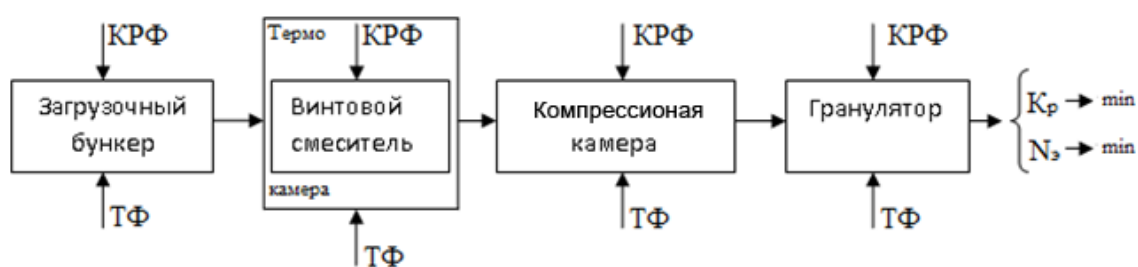 КРФ
Термо КРФ
КРФ
КРФ
Загрузочный
бункер
Винтовой
смеситель
камера
Компрессионная
камера
Гранулятор
Kр → min
Nэ → min
ТФ
ТФ
ТФ
ТФ